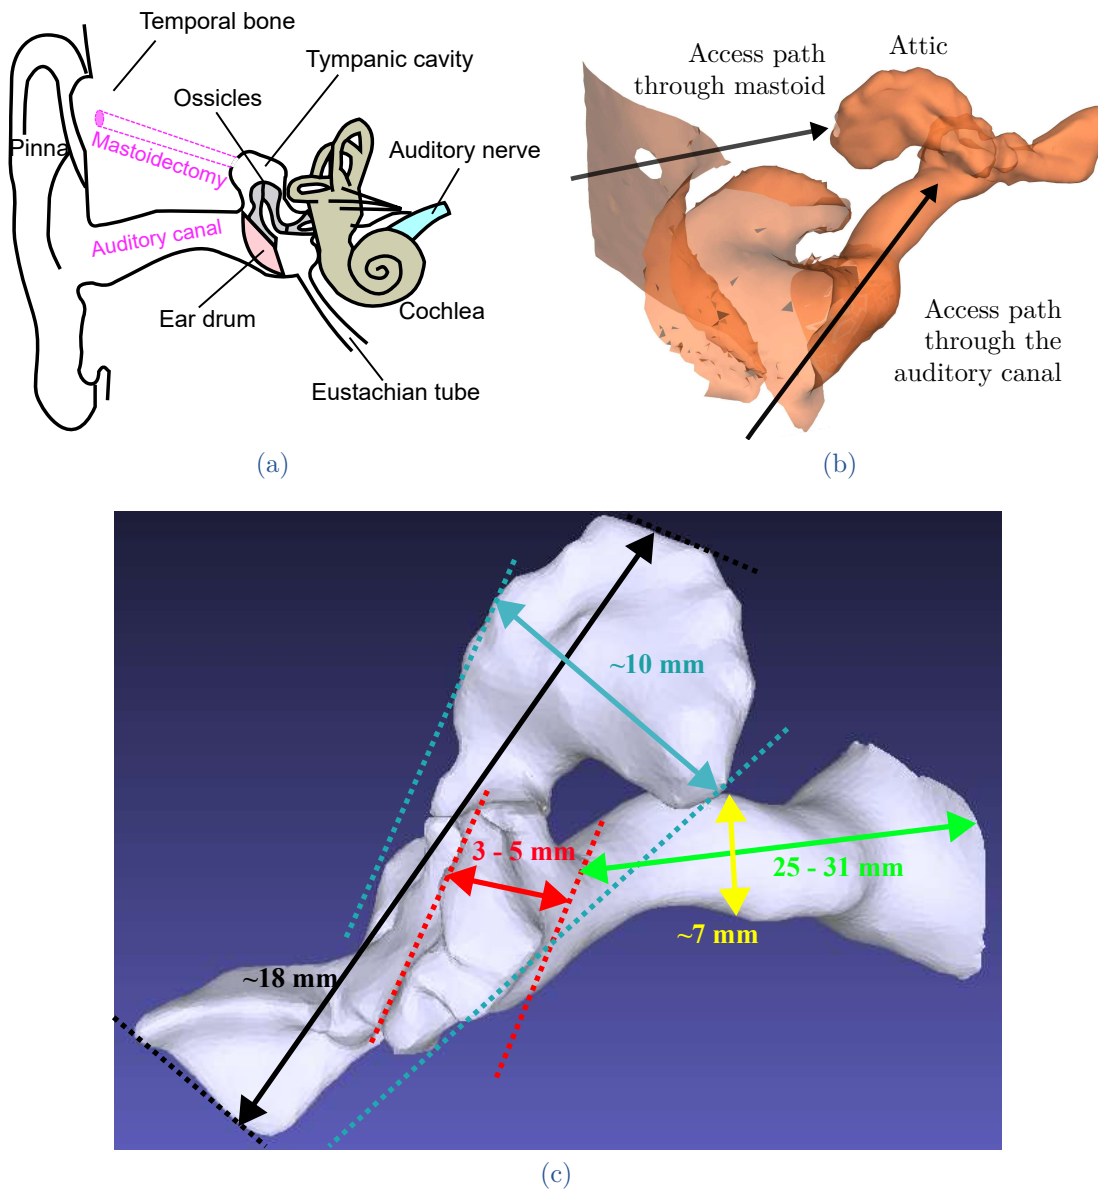 Temporal bone
Tympanic cavity
Ossicles
Pinna
Mastoidectomy
Auditory nerve
Auditory canal
Ear drum
Cochlea
Eustachian tube
(a)
Attic
Access path
through mastoid
Access path
through the
auditory canal
(b)
~10 mm
3 - 5 mm
25 - 31 mm
~7 mm
~18 mm
(c)